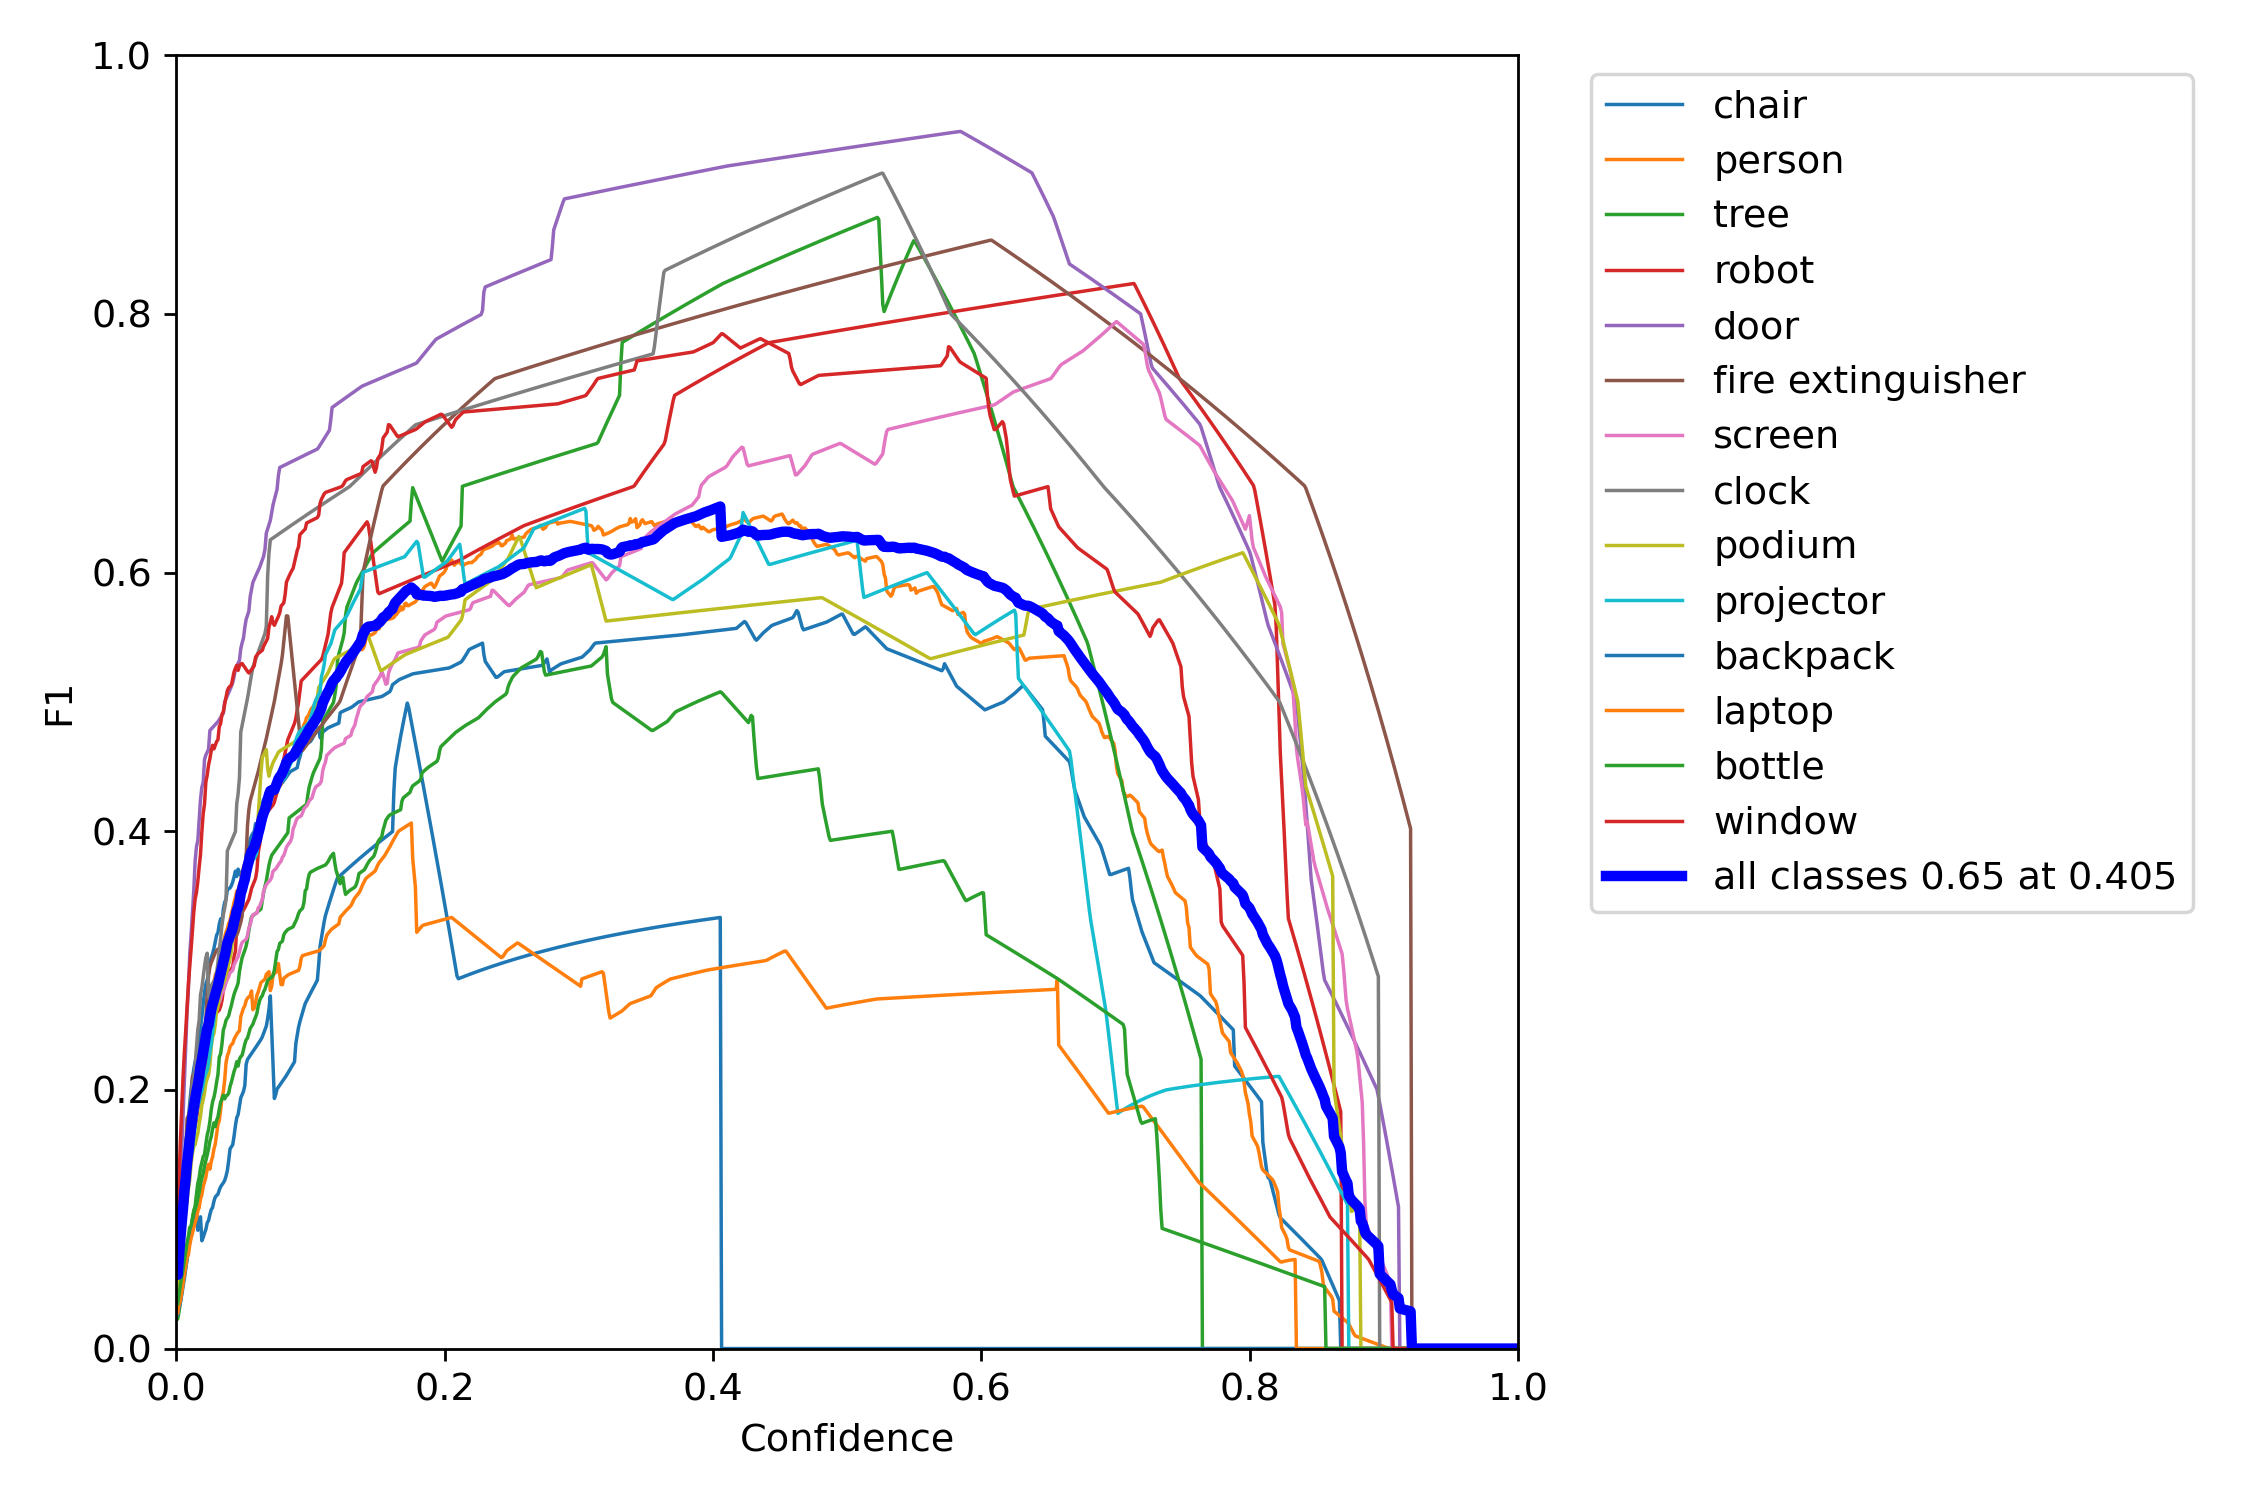 1.0
0.8
0.6
0.4
0.2
0.0
F1
0.0 0.2 0.4 0.6 0.8 1.0
Confidence
chair
person
tree
robot
door
fire extinguisher
screen
clock
podium
projector
backpack
laptop
bottle
window
all classes 0.65 at 0.405